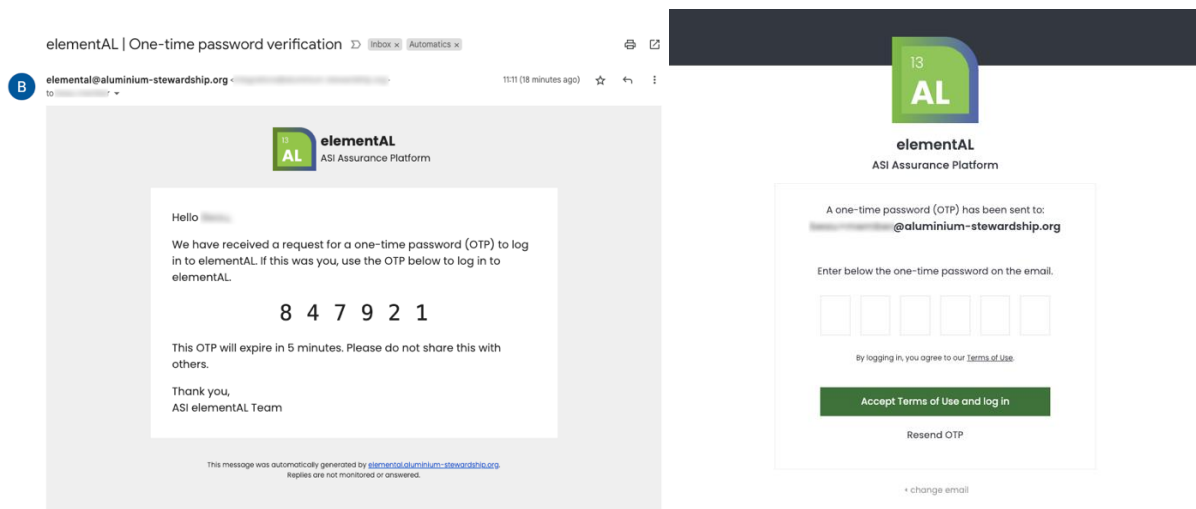 elementAL | One-time password verification Inbox x Automatics x
B
elemental@aluminium-stewardship.org 11:11 (18 minutes ago)
to
13
AL
elementAL
ASI Assurance Platform
Hello
We have received a request for a one-time password (OTP) to log
in to elementAL. If this was you, use the OTP below to log in to
elementAL.
8 4 7 9 2 1
This OTP will expire in 5 minutes. Please do not share this with
others.
Thank you,
ASI elementAL Team
This message was automatically generated by elemental.aluminium-stewardship.org.
Replies are not monitored or answered.
13
AL
elementAL
ASI Assurance Platform
A one-time password (OTP) has been sent to:
@aluminium-stewardship.org
Enter below the one-time password on the email.
By logging in, you agree to our Terms of Use.
Accept Terms of Use and log in
Resend OTP
‹ change email